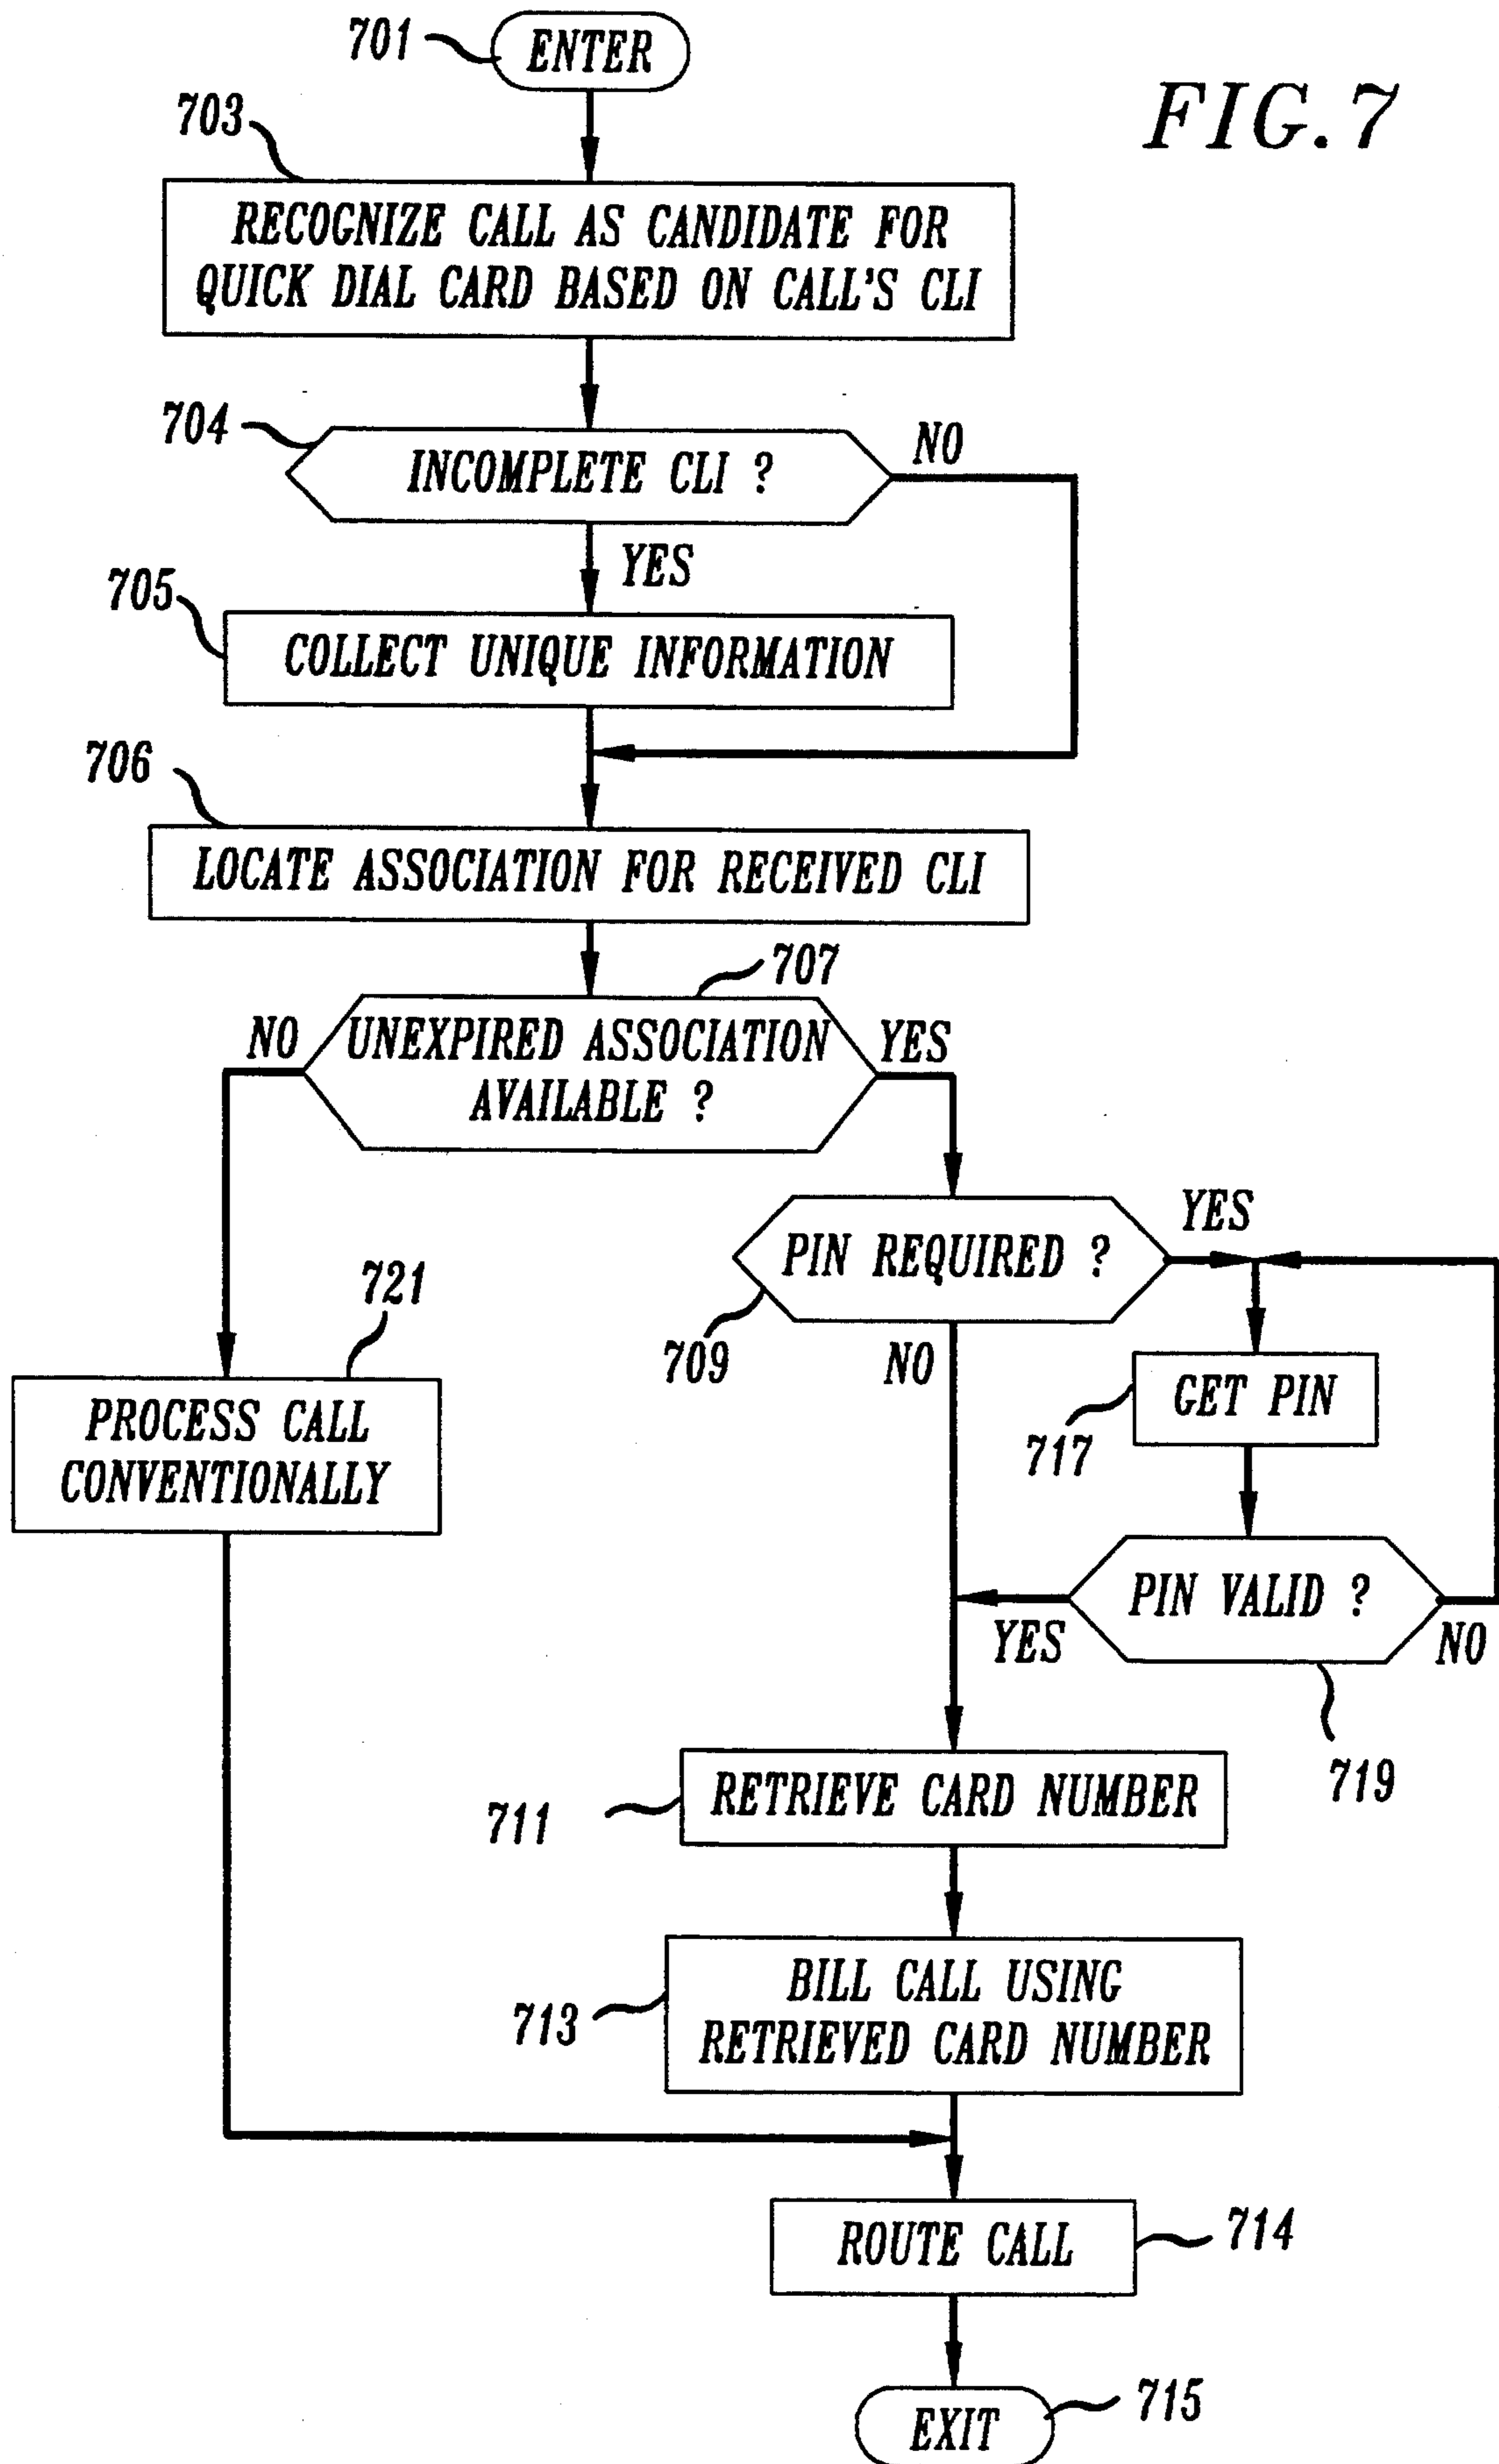 701
ENTER
FIG. 7
703
RECOGNIZE CALL AS CANDIDATE FOR
QUICK DIAL CARD BASED ON CALL'S CLI
704
INCOMPLETE CLI ?
NO
YES
705
COLLECT UNIQUE INFORMATION
706
LOCATE ASSOCIATION FOR RECEIVED CLI
707
NO
UNEXPIRED ASSOCIATION
AVAILABLE ?
YES
PIN REQUIRED ?
YES
709
NO
721
PROCESS CALL
CONVENTIONALLY
GET PIN
717
PIN VALID ?
YES
NO
719
RETRIEVE CARD NUMBER
711
BILL CALL USING
RETRIEVED CARD NUMBER
713
ROUTE CALL
714
EXIT
715